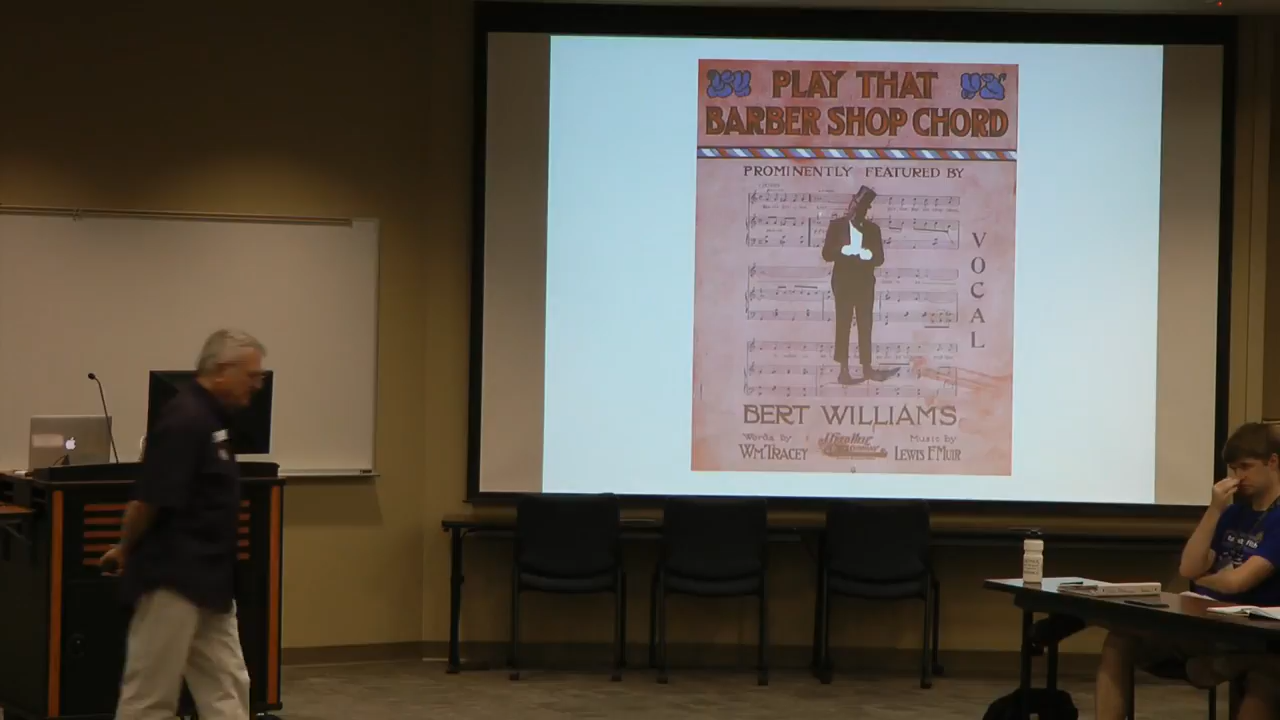 PLAY THAT
BARBER SHOP CHORD
PROMINENTLY FEATURED BY
VOCAL
BERT WILLIAMS
Words by
WM. TRACEY
Music by
LEWIS F. MUIR